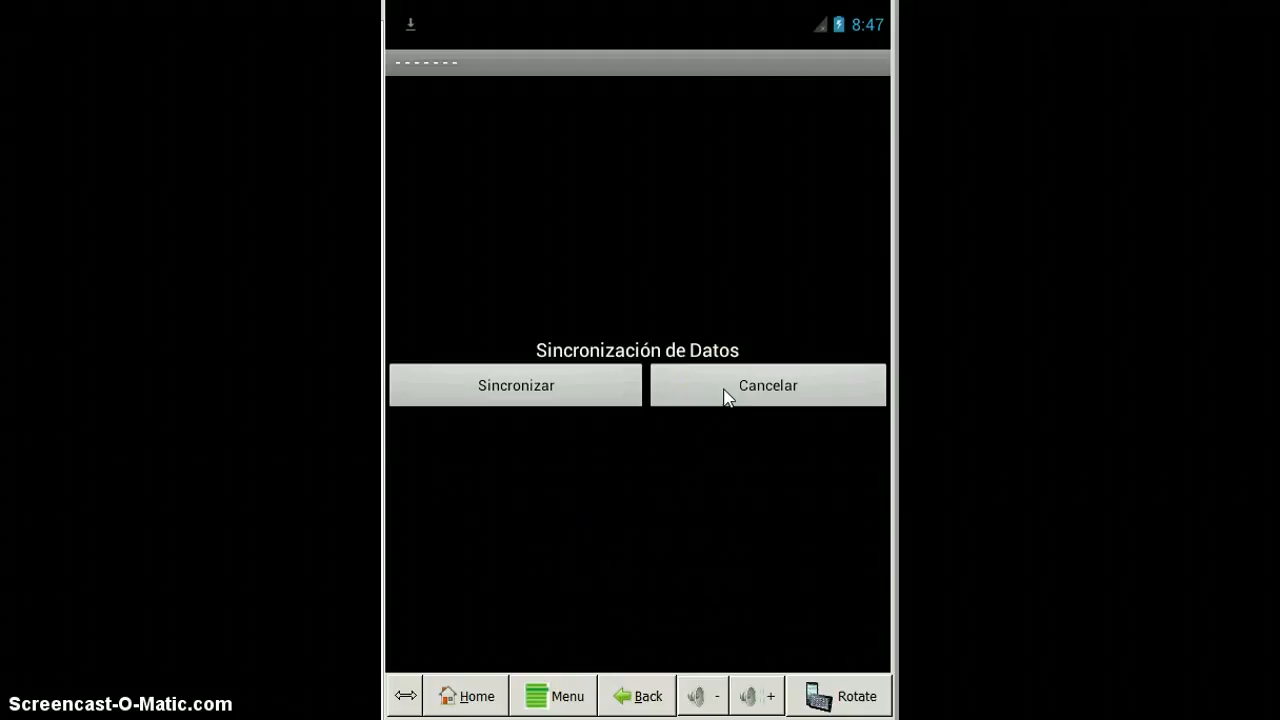 8:47
-------
Sincronización de Datos
Sincronizar Cancelar
Home Menu Back - + Rotate
Screencast-O-Matic.com